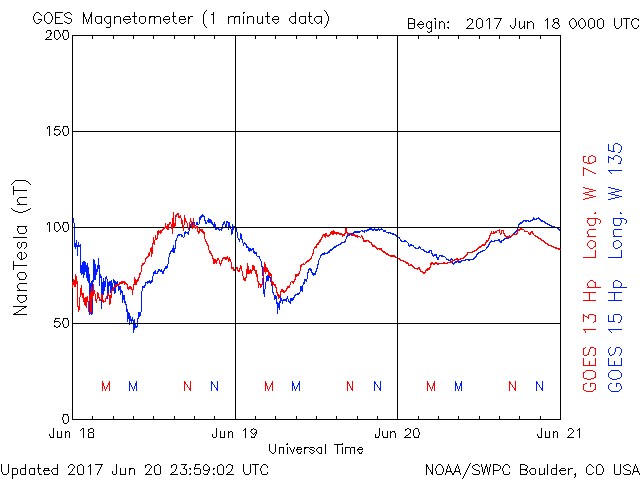 GOES Magnetometer (1 minute data)
Begin: 2017 Jun 18 0000 UTC
200
150
100
50
0
NanoTesla (nT)
M M N N M M N N M M N N
Jun 18 Jun 19 Jun 20 Jun 21
Universal Time
GOES 13 Hp Long. W 76
GOES 15 Hp Long. W 135
Updated 2017 Jun 20 23:59:02 UTC
NOAA/SWPC Boulder, CO USA